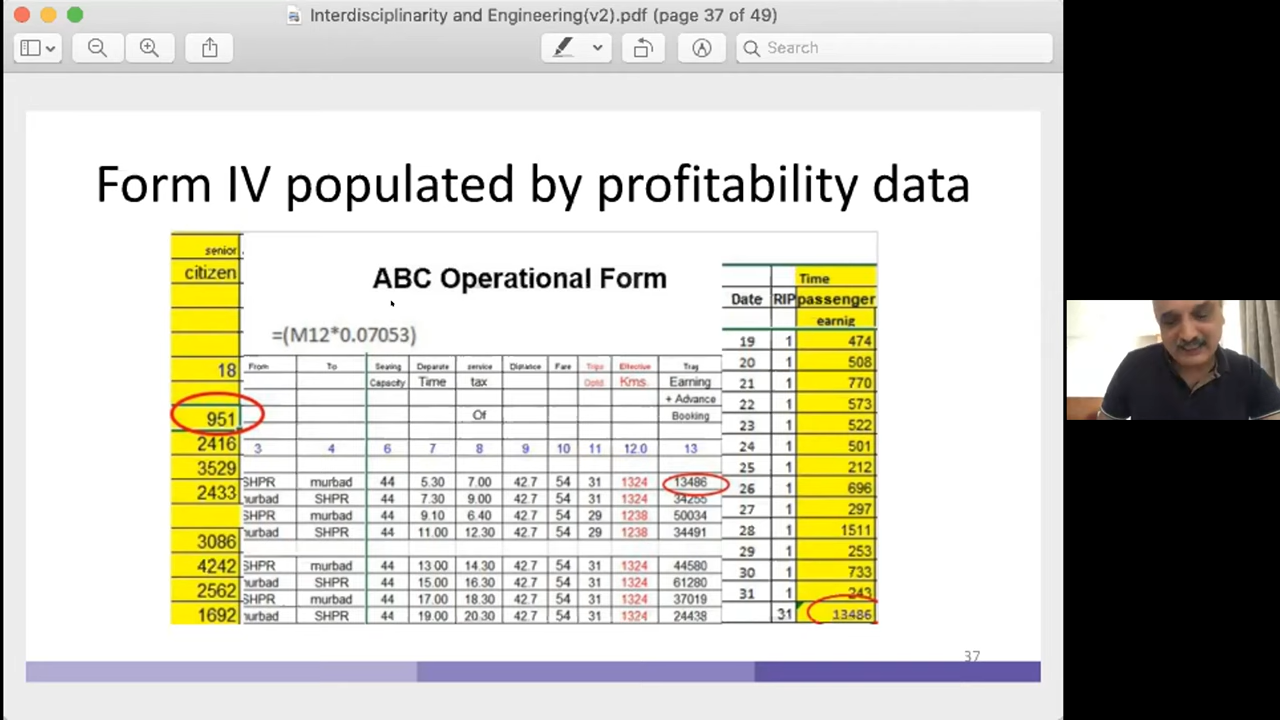 Interdisciplinarity and Engineering(v2).pdf (page 37 of 49)
Search
Form IV populated by profitability data
senior
citizen
18
951
2416
3529
2433
3086
4242
2562
1692
ABC Operational Form
=(M12*0.07053)
From To Searing Departe service Distance Fare Trips Effective Traj
Capacity Time tax Kms. Earning
+ Advance
Of Booking
3 4 6 7 8 9 10 11 12.0 13
SHPR murbad 44 5.30 7.00 42.7 54 31 1324 13486
nurbad SHPR 44 7.30 9.00 42.7 54 31 1324 34255
SHPR murbad 44 9.10 6.40 42.7 54 29 1238 50034
nurbad SHPR 44 11.00 12.30 42.7 54 29 1238 34491
SHPR murbad 44 13.00 14.30 42.7 54 31 1324 44580
nurbad SHPR 44 15.00 16.30 42.7 54 31 1324 61280
SHPR murbad 44 17.00 18.30 42.7 54 31 1324 37019
nurbad SHPR 44 19.00 20.30 42.7 54 31 1324 24438
Time
Date RIP passenger
earnig
19 1 474
20 1 508
21 1 770
22 1 573
23 1 522
24 1 501
25 1 212
26 1 696
27 1 297
28 1 1511
29 1 253
30 1 733
31 1 243
31 13486
37